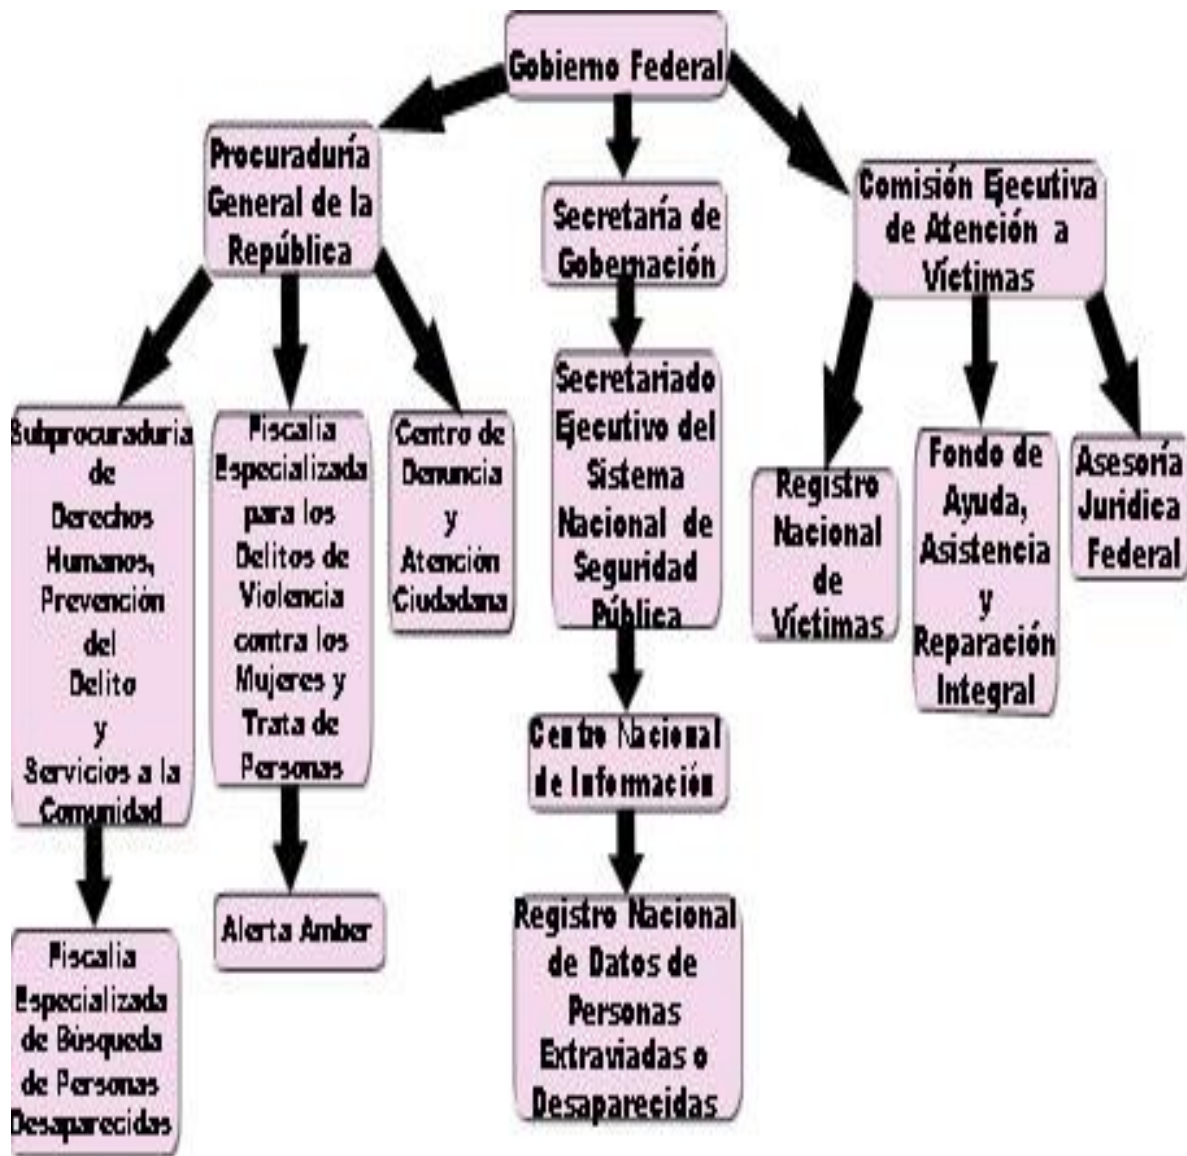 Gobierno Federal
Procuraduría
General de la
República
Secretaría de
Gobernación
Comisión Ejecutiva
de Atención a
Víctimas
Subprocuraduria
de
Derechos
Humanos,
Prevención
del
Delito
y
Servicios a la
Comunidad
Fiscalia
Especializada
para los
Delitos de
Violencia
contra los
Mujeres y
Trata de
Personas
Centro de
Denuncia
y
Atención
Ciudadana
Secretariado
Ejecutivo del
Sistema
Nacional de
Seguridad
Pública
Registro
Nacional
de
Víctimas
Fondo de
Ayuda,
Asistencia
y
Reparación
Integral
Asesoría
Jurídica
Federal
Fiscalia
Especializada
de Búsqueda
de Personas
Desaparecidas
Alerta Amber
Centro Nacional
de Información
Registro Nacional
de Datos de
Personas
Extraviadas o
Desaparecidas